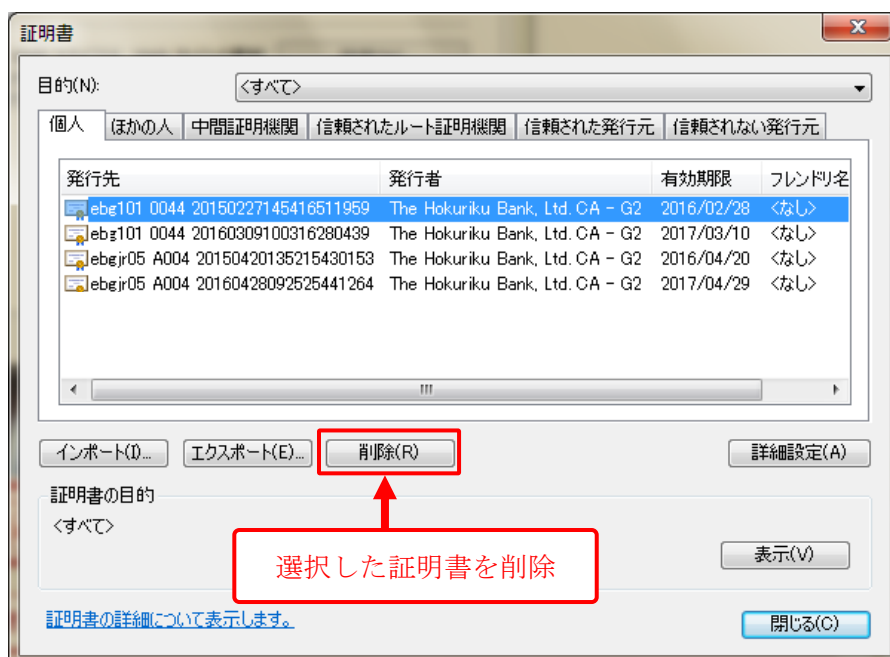 証明書
目的(N): <すべて>
個人 ほかの人 中間証明機関 信頼されたルート証明機関 信頼された発行元 信頼されない発行元
発行先 発行者 有効期限 フレンドリ名
ebg101 0044 20150227145416511959 The Hokuriku Bank, Ltd. CA - G2 2016/02/28 <なし>
ebg101 0044 20160309100316280439 The Hokuriku Bank, Ltd. CA - G2 2017/03/10 <なし>
ebgjr05 A004 20150420135215430153 The Hokuriku Bank, Ltd. CA - G2 2016/04/20 <なし>
ebgjr05 A004 20160428092525441264 The Hokuriku Bank, Ltd. CA - G2 2017/04/29 <なし>
インポート(I)... エクスポート(E)... 削除(R) 詳細設定(A)
証明書の目的
<すべて>
選択した証明書を削除
表示(V)
証明書の詳細について表示します。
閉じる(C)